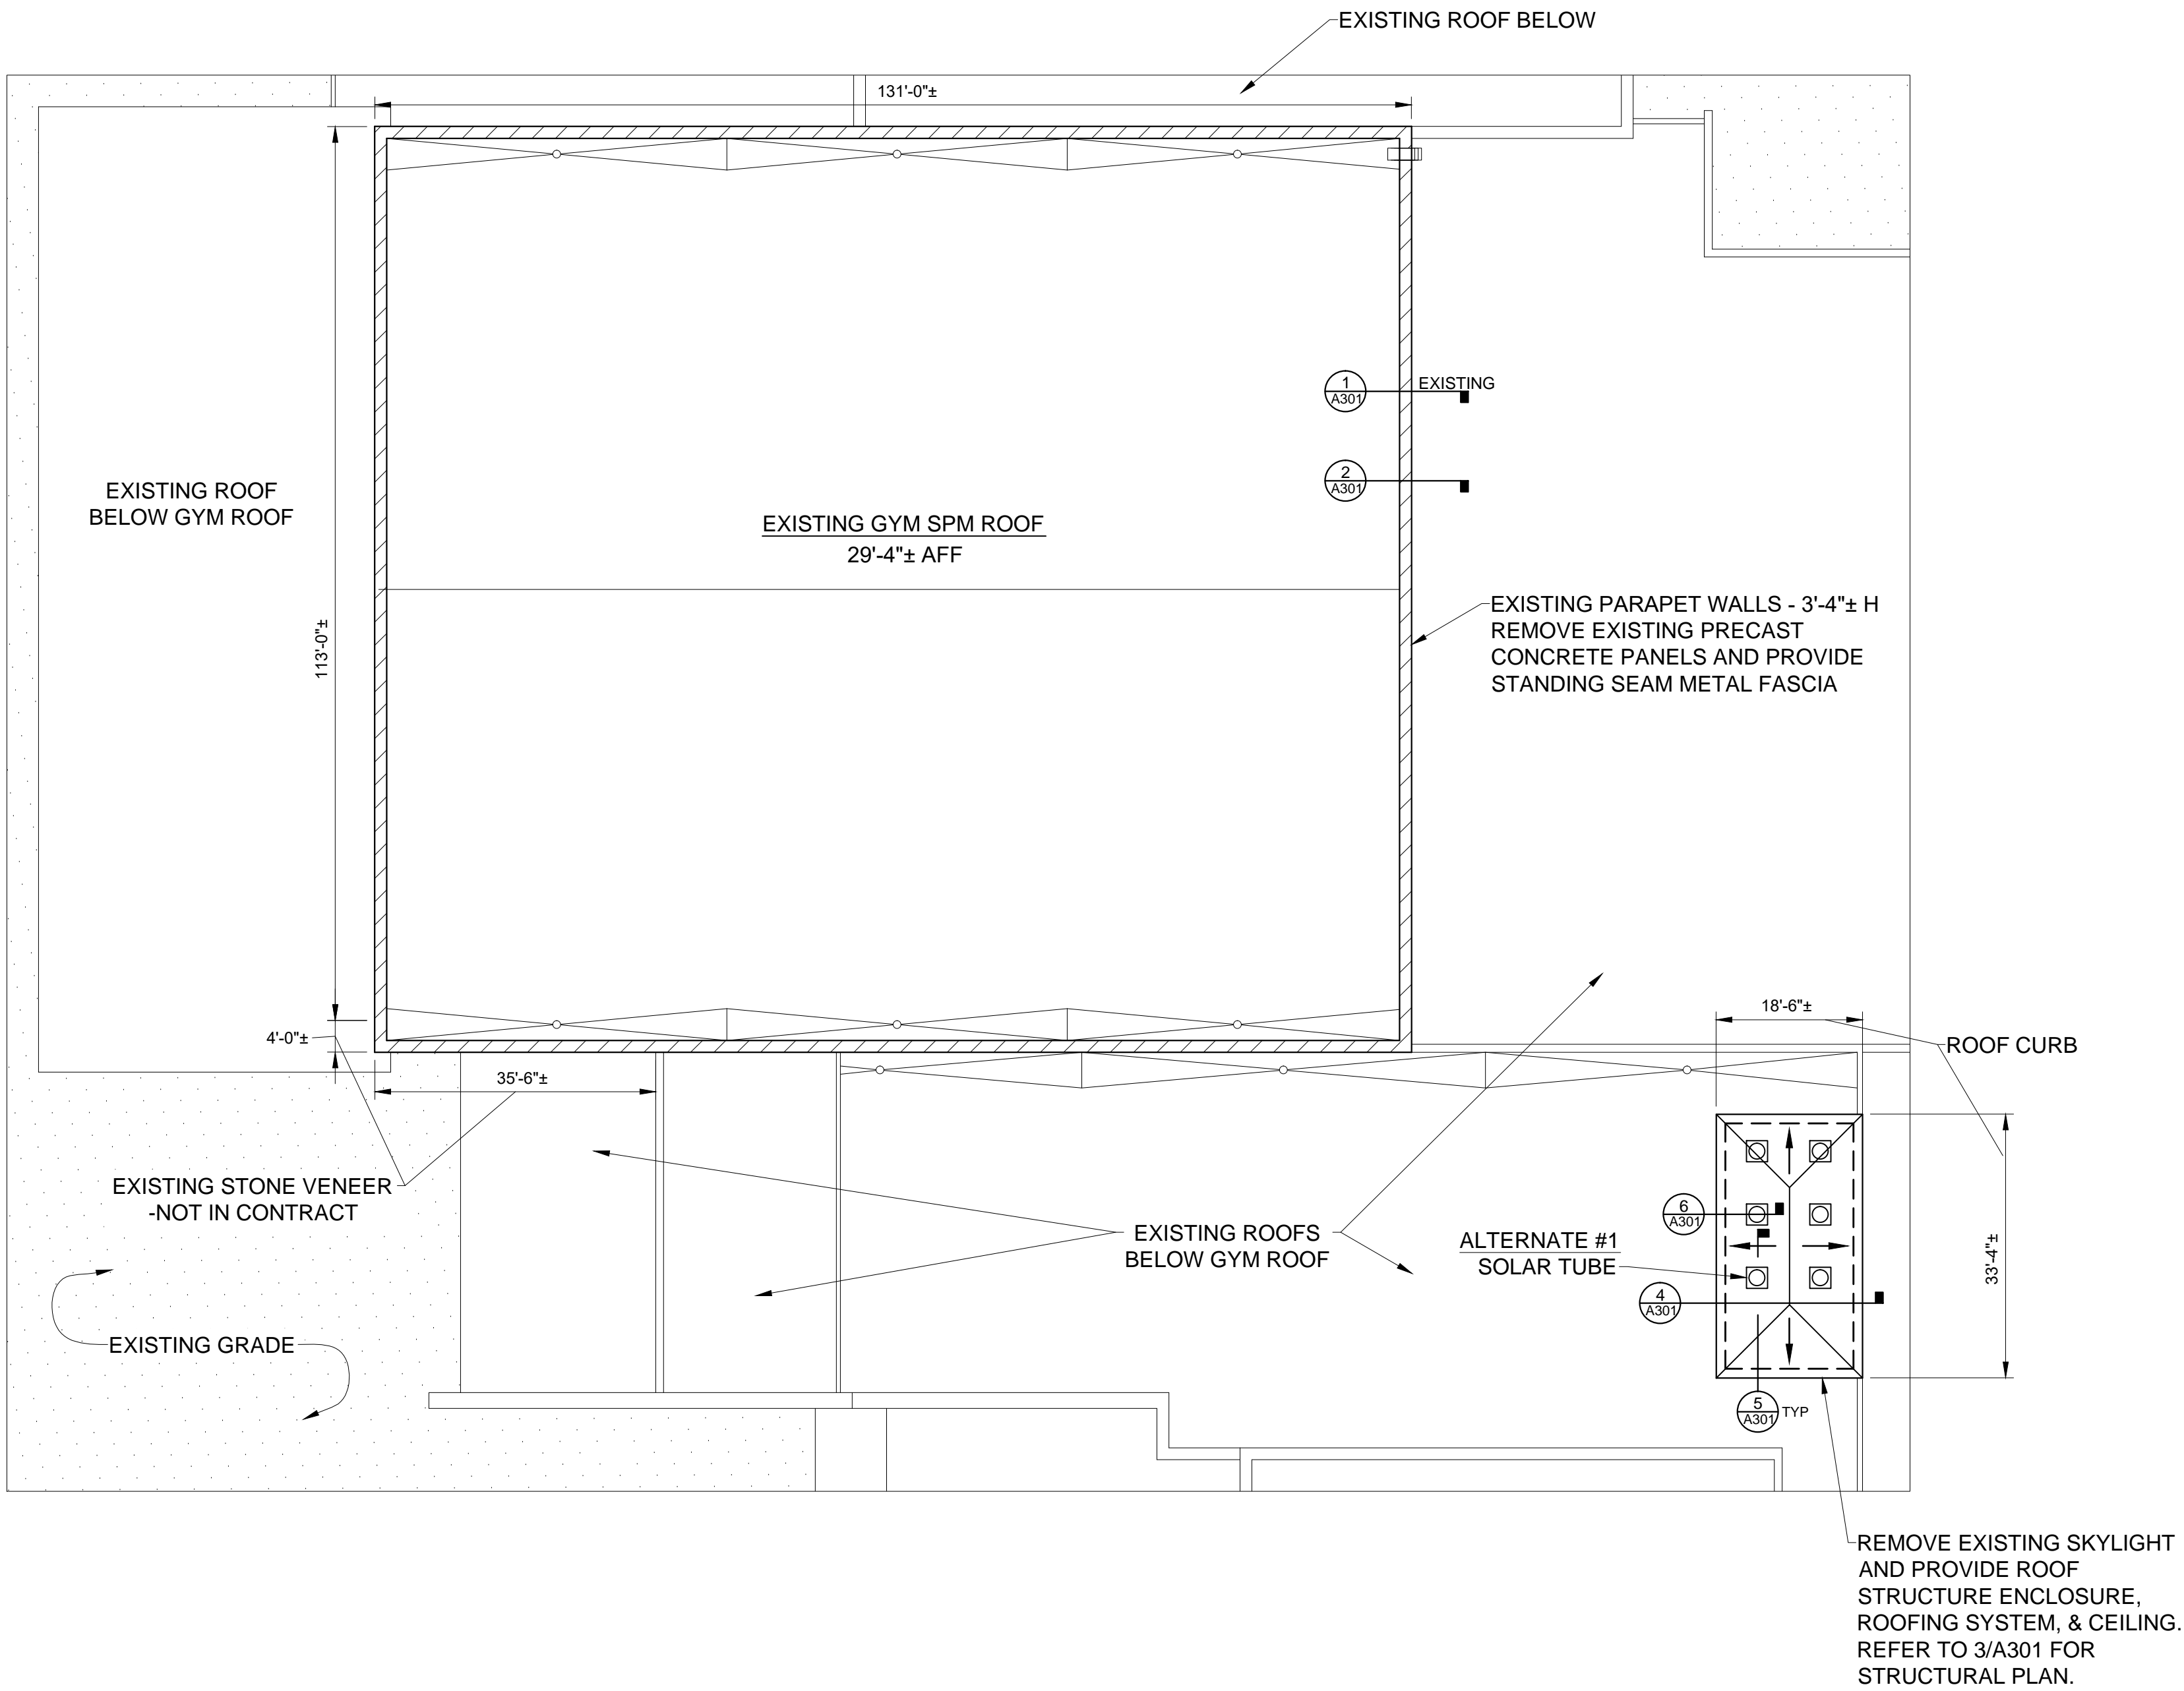 EXISTING ROOF BELOW
131'-0"±
1
A301
EXISTING
2
A301
EXISTING ROOF
BELOW GYM ROOF
EXISTING GYM SPM ROOF
29'-4"± AFF
113'-0"±
EXISTING PARAPET WALLS - 3'-4"± H
REMOVE EXISTING PRECAST
CONCRETE PANELS AND PROVIDE
STANDING SEAM METAL FASCIA
18'-6"±
4'-0"±
ROOF CURB
35'-6"±
EXISTING STONE VENEER
-NOT IN CONTRACT
6
A301
EXISTING ROOFS
BELOW GYM ROOF
ALTERNATE #1
SOLAR TUBE
33'-4"±
4
A301
EXISTING GRADE
5
A301
TYP
REMOVE EXISTING SKYLIGHT
AND PROVIDE ROOF
STRUCTURE ENCLOSURE,
ROOFING SYSTEM, & CEILING.
REFER TO 3/A301 FOR
STRUCTURAL PLAN.